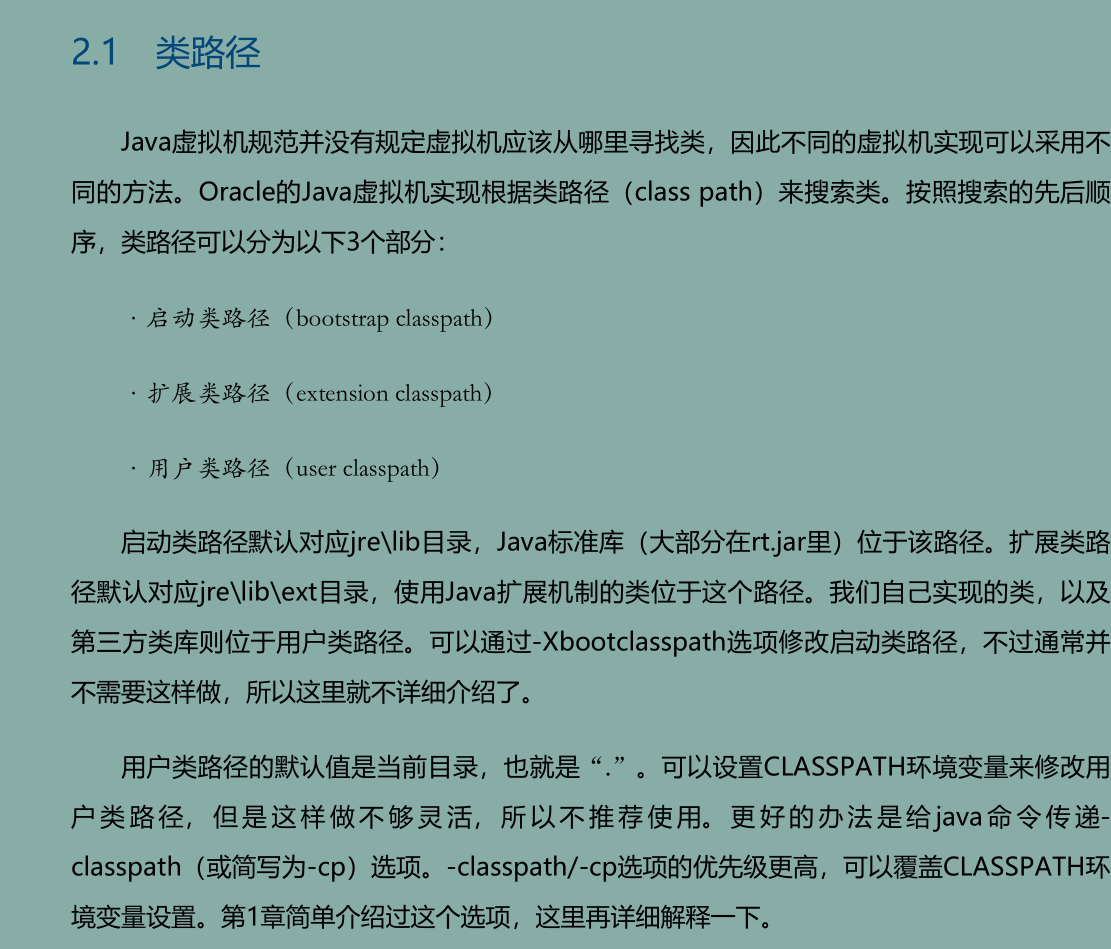 2.1 类路径
Java虚拟机规范并没有规定虚拟机应该从哪里寻找类，因此不同的虚拟机实现可以采用不
同的方法。Oracle的Java虚拟机实现根据类路径（class path）来搜索类。按照搜索的先后顺
序，类路径可以分为以下3个部分：
·启动类路径（bootstrap classpath）
·扩展类路径（extension classpath）
·用户类路径（user classpath）
启动类路径默认对应jre\lib目录，Java标准库（大部分在rt.jar里）位于该路径。扩展类路
径默认对应jre\lib\ext目录，使用Java扩展机制的类位于这个路径。我们自己实现的类，以及
第三方类库则位于用户类路径。可以通过-Xbootclasspath选项修改启动类路径，不过通常并
不需要这样做，所以这里就不详细介绍了。
用户类路径的默认值是当前目录，也就是“.”。可以设置CLASSPATH环境变量来修改用
户类路径，但是这样做不够灵活，所以不推荐使用。更好的办法是给java命令传递-
classpath（或简写为-cp）选项。-classpath/-cp选项的优先级更高，可以覆盖CLASSPATH环
境变量设置。第1章简单介绍过这个选项，这里再详细解释一下。